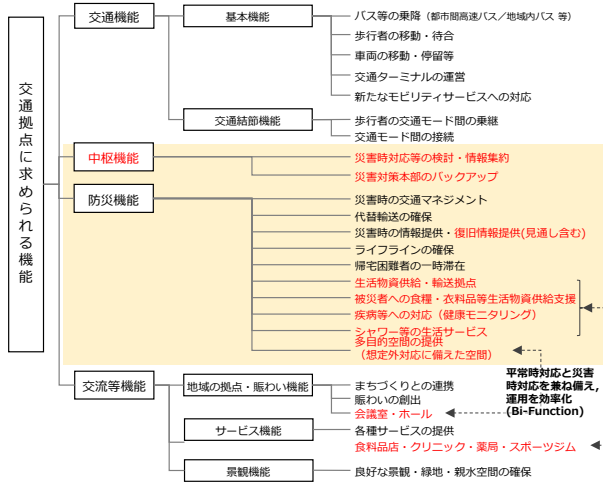 交通拠点に求められる機能
交通機能
基本機能
バス等の乗降（都市間高速バス／地域内バス 等）
歩行者の移動・待合
車両の移動・停留等
交通ターミナルの運営
新たなモビリティサービスへの対応
交通結節機能
歩行者の交通モード間の乗継
交通モード間の接続
中枢機能
災害時対応等の検討・情報集約
災害対策本部のバックアップ
防災機能
災害時の交通マネジメント
代替輸送の確保
災害時の情報提供・復旧情報提供(見通し含む)
ライフラインの確保
帰宅困難者の一時滞在
生活物資供給・輸送拠点
被災者への食糧・衣料品等生活物資供給支援
疾病等への対応（健康モニタリング）
シャワー等の生活サービス
多目的空間の提供
（想定外対応に備えた空間）
平常時対応と災害
時対応を兼ね備え，
運用を効率化
(Bi-Function)
交流等機能
地域の拠点・賑わい機能
まちづくりとの連携
賑わいの創出
会議室・ホール
サービス機能
各種サービスの提供
食料品店・クリニック・薬局・スポーツジム
景観機能
良好な景観・緑地・親水空間の確保